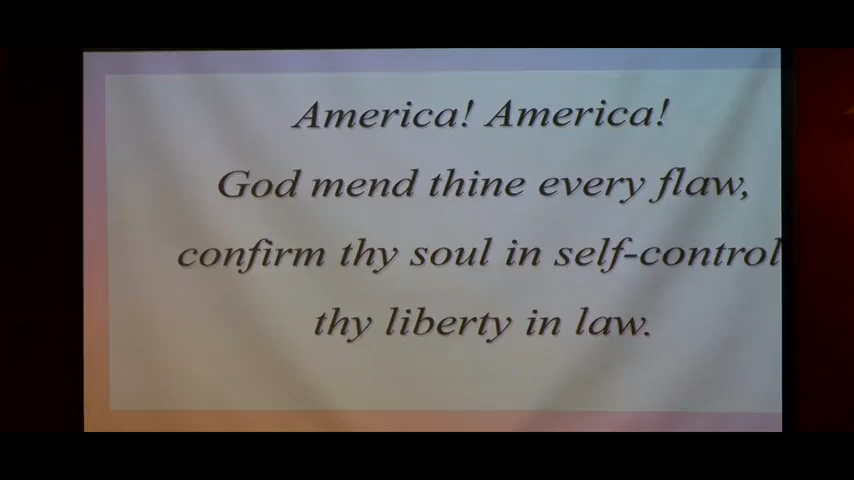 America! America!
God mend thine every flaw,
confirm thy soul in self-control
thy liberty in law.